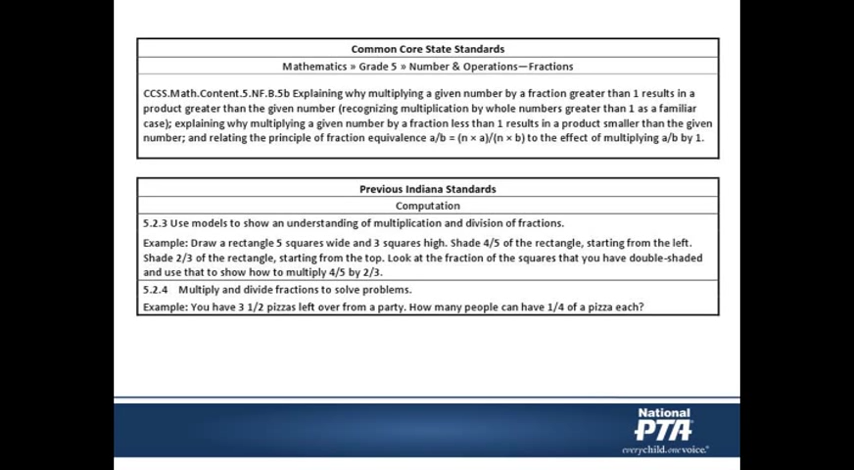 Common Core State Standards
Mathematics » Grade 5 » Number & Operations—Fractions
CCSS.Math.Content.5.NF.B.5b Explaining why multiplying a given number by a fraction greater than 1 results in a
product greater than the given number (recognizing multiplication by whole numbers greater than 1 as a familiar
case); explaining why multiplying a given number by a fraction less than 1 results in a product smaller than the given
number; and relating the principle of fraction equivalence a/b = (n × a)/(n × b) to the effect of multiplying a/b by 1.
Previous Indiana Standards
Computation
5.2.3 Use models to show an understanding of multiplication and division of fractions.
Example: Draw a rectangle 5 squares wide and 3 squares high. Shade 4/5 of the rectangle, starting from the left.
Shade 2/3 of the rectangle, starting from the top. Look at the fraction of the squares that you have double-shaded
and use that to show how to multiply 4/5 by 2/3.
5.2.4 Multiply and divide fractions to solve problems.
Example: You have 3 1/2 pizzas left over from a party. How many people can have 1/4 of a pizza each?
National
PTA
everychild.onevoice.®